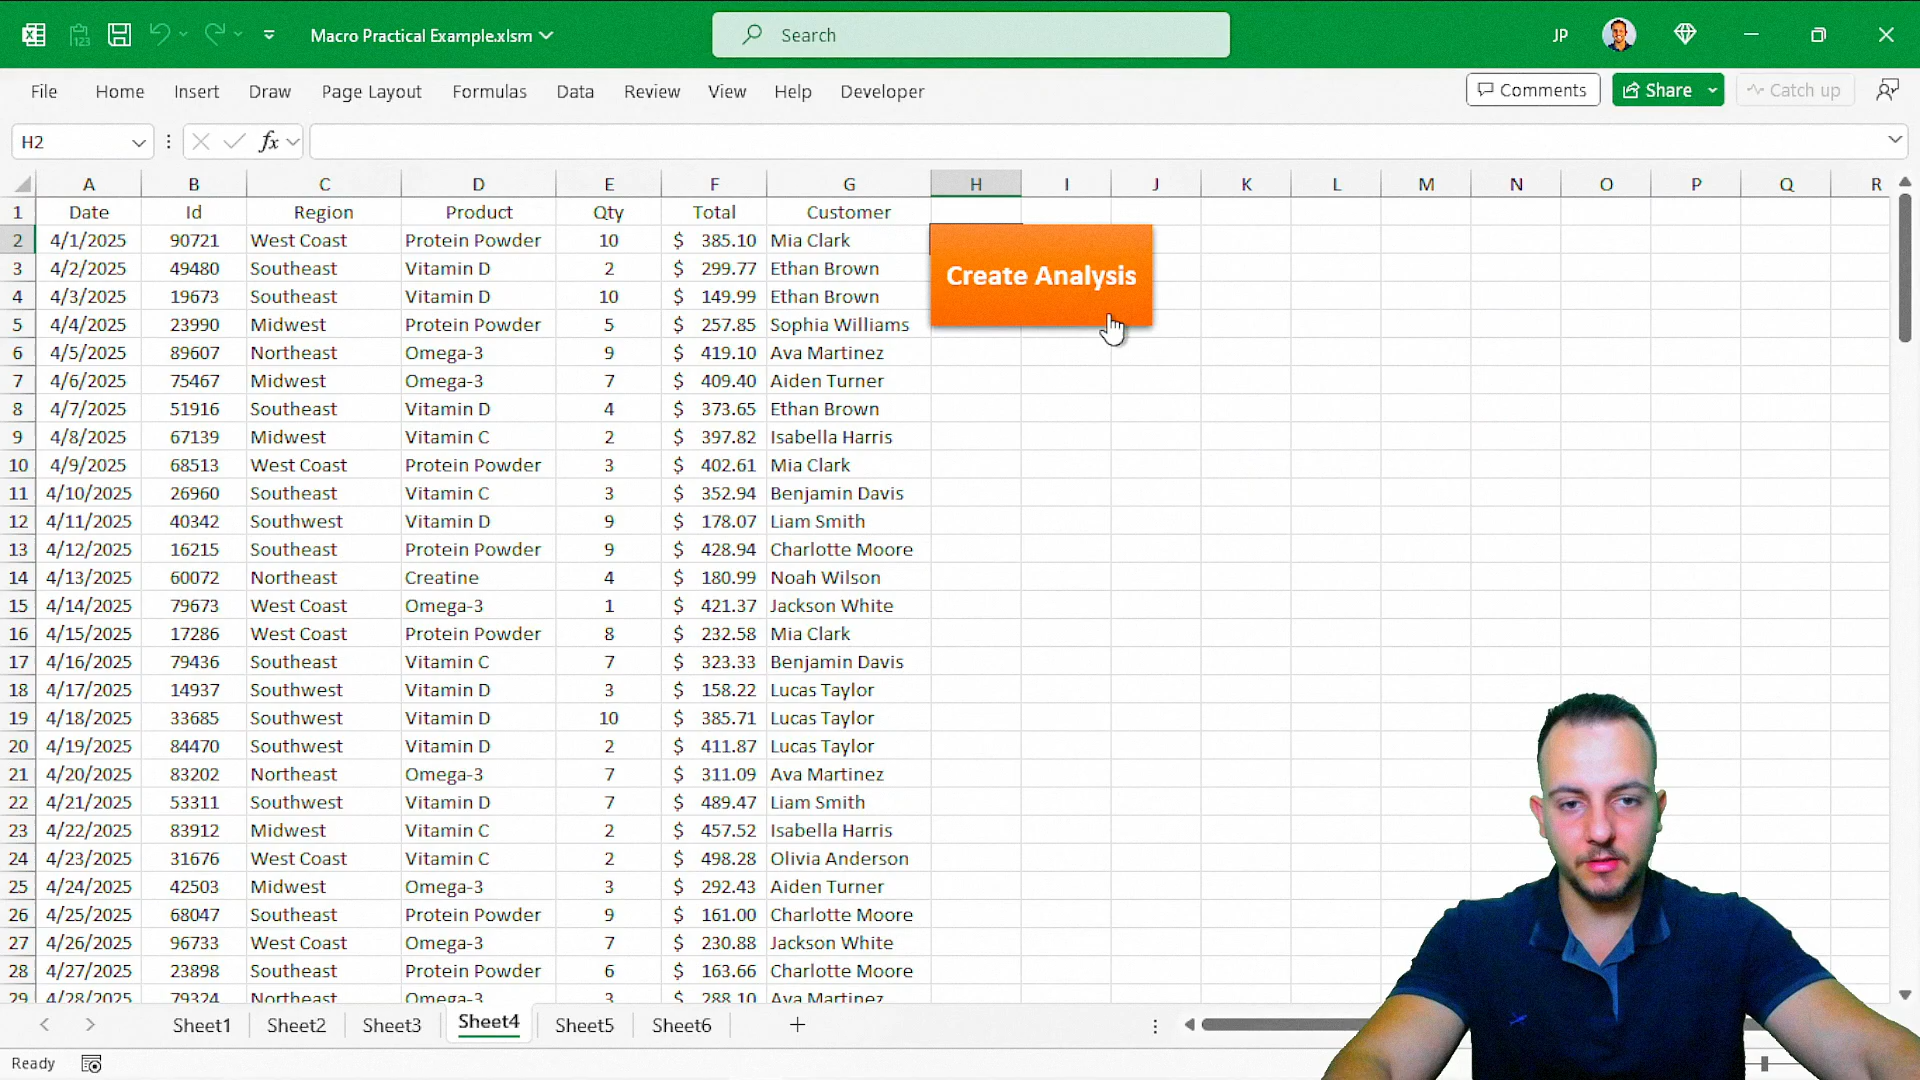 Macro Practical Example.xlsm
Search
JP
File Home Insert Draw Page Layout Formulas Data Review View Help Developer
Comments Share Catch up
H2 fx
A B C D E F G H I J K L M N O P Q R
1 Date Id Region Product Qty Total Customer
2 4/1/2025 90721 West Coast Protein Powder 10 $ 385.10 Mia Clark
3 4/2/2025 49480 Southeast Vitamin D 2 $ 299.77 Ethan Brown
Create Analysis
4 4/3/2025 19673 Southeast Vitamin D 10 $ 149.99 Ethan Brown
5 4/4/2025 23990 Midwest Protein Powder 5 $ 257.85 Sophia Williams
6 4/5/2025 89607 Northeast Omega-3 9 $ 419.10 Ava Martinez
7 4/6/2025 75467 Midwest Omega-3 7 $ 409.40 Aiden Turner
8 4/7/2025 51916 Southeast Vitamin D 4 $ 373.65 Ethan Brown
9 4/8/2025 67139 Midwest Vitamin C 2 $ 397.82 Isabella Harris
10 4/9/2025 68513 West Coast Protein Powder 3 $ 402.61 Mia Clark
11 4/10/2025 26960 Southeast Vitamin C 3 $ 352.94 Benjamin Davis
12 4/11/2025 40342 Southwest Vitamin D 9 $ 178.07 Liam Smith
13 4/12/2025 16215 Southeast Protein Powder 9 $ 428.94 Charlotte Moore
14 4/13/2025 60072 Northeast Creatine 4 $ 180.99 Noah Wilson
15 4/14/2025 79673 West Coast Omega-3 1 $ 421.37 Jackson White
16 4/15/2025 17286 West Coast Protein Powder 8 $ 232.58 Mia Clark
17 4/16/2025 79436 Southeast Vitamin C 7 $ 323.33 Benjamin Davis
18 4/17/2025 14937 Southwest Vitamin D 3 $ 158.22 Lucas Taylor
19 4/18/2025 33685 Southwest Vitamin D 10 $ 385.71 Lucas Taylor
20 4/19/2025 84470 Southwest Vitamin D 2 $ 411.87 Lucas Taylor
21 4/20/2025 83202 Northeast Omega-3 7 $ 311.09 Ava Martinez
22 4/21/2025 53311 Southwest Vitamin D 7 $ 489.47 Liam Smith
23 4/22/2025 83912 Midwest Vitamin C 2 $ 457.52 Isabella Harris
24 4/23/2025 31676 West Coast Vitamin C 2 $ 498.28 Olivia Anderson
25 4/24/2025 42503 Midwest Omega-3 3 $ 292.43 Aiden Turner
26 4/25/2025 68047 Southeast Protein Powder 9 $ 161.00 Charlotte Moore
27 4/26/2025 96733 West Coast Omega-3 7 $ 230.88 Jackson White
28 4/27/2025 23898 Southeast Protein Powder 6 $ 163.66 Charlotte Moore
29 4/28/2025 79324 Northeast Omega-3 3 $ 288.10 Ava Martinez
Sheet1 Sheet2 Sheet3 Sheet4 Sheet5 Sheet6
Ready